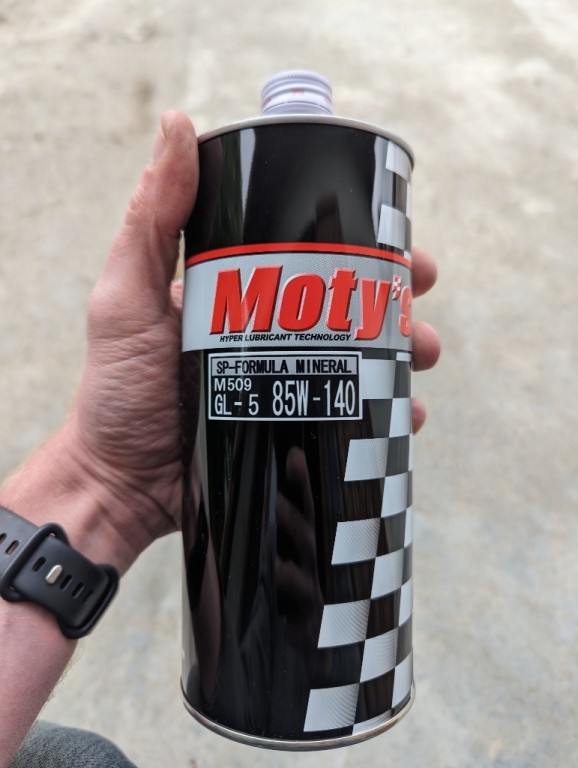 Moty's
HYPER LUBRICANT TECHNOLOGY
SP-FORMULA MINERAL
M509
GL-5 85W-140